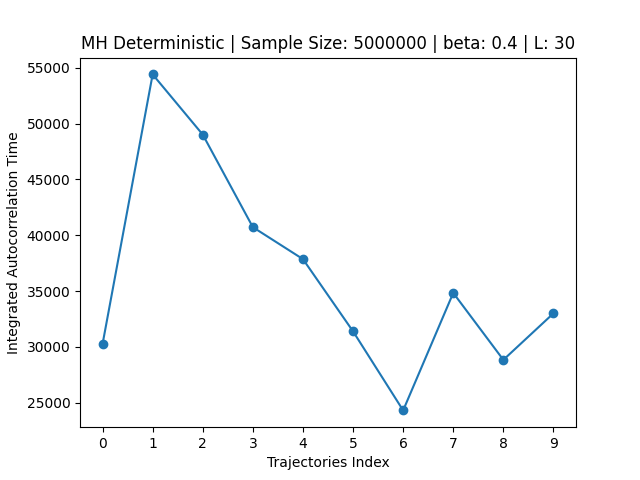 MH Deterministic | Sample Size: 5000000 | beta: 0.4 | L: 30
Integrated Autocorrelation Time
55000
50000
45000
40000
35000
30000
25000
0 1 2 3 4 5 6 7 8 9
Trajectories Index